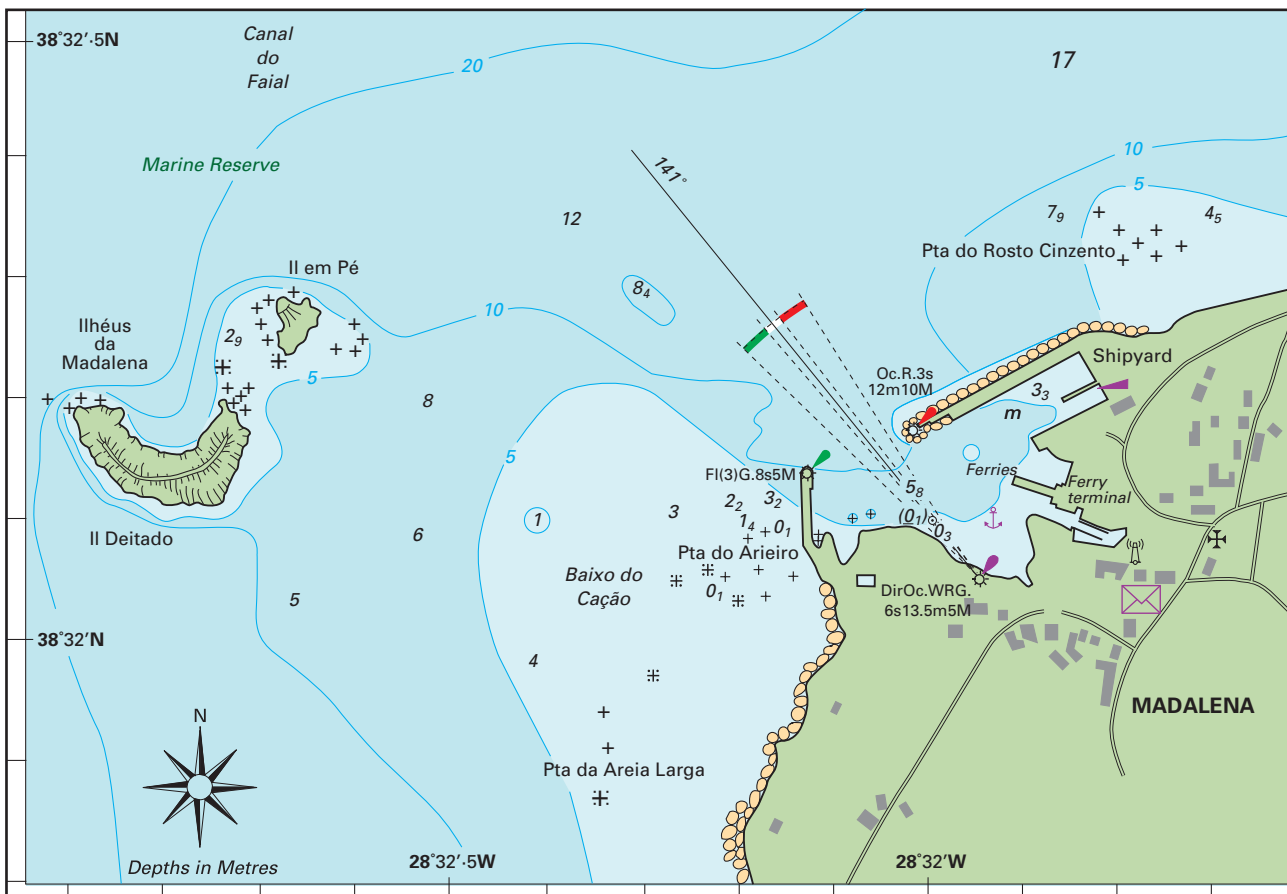 38°32'·5N
Canal
do
Faial
17
20
Marine Reserve
141°
10
5
7₉
4₅
12
Pta do Rosto Cinzento
Il em Pé
8₄
10
Ilhéus
da
Madalena
2₉
5
Oc.R.3s
12m10M
Shipyard
3₃
m
8
5
Ferries
Fl(3)G.8s5M
Ferry
terminal
5₈
3₂
2₂
3
1₄
0₁
(0₁)
0₃
1
Il Deitado
6
Pta do Arieiro
Baixo do
Cação
0₁
DirOc.WRG.
6s13.5m5M
5
38°32'N
4
MADALENA
N
Pta da Areia Larga
Depths in Metres
28°32'·5W
28°32'W